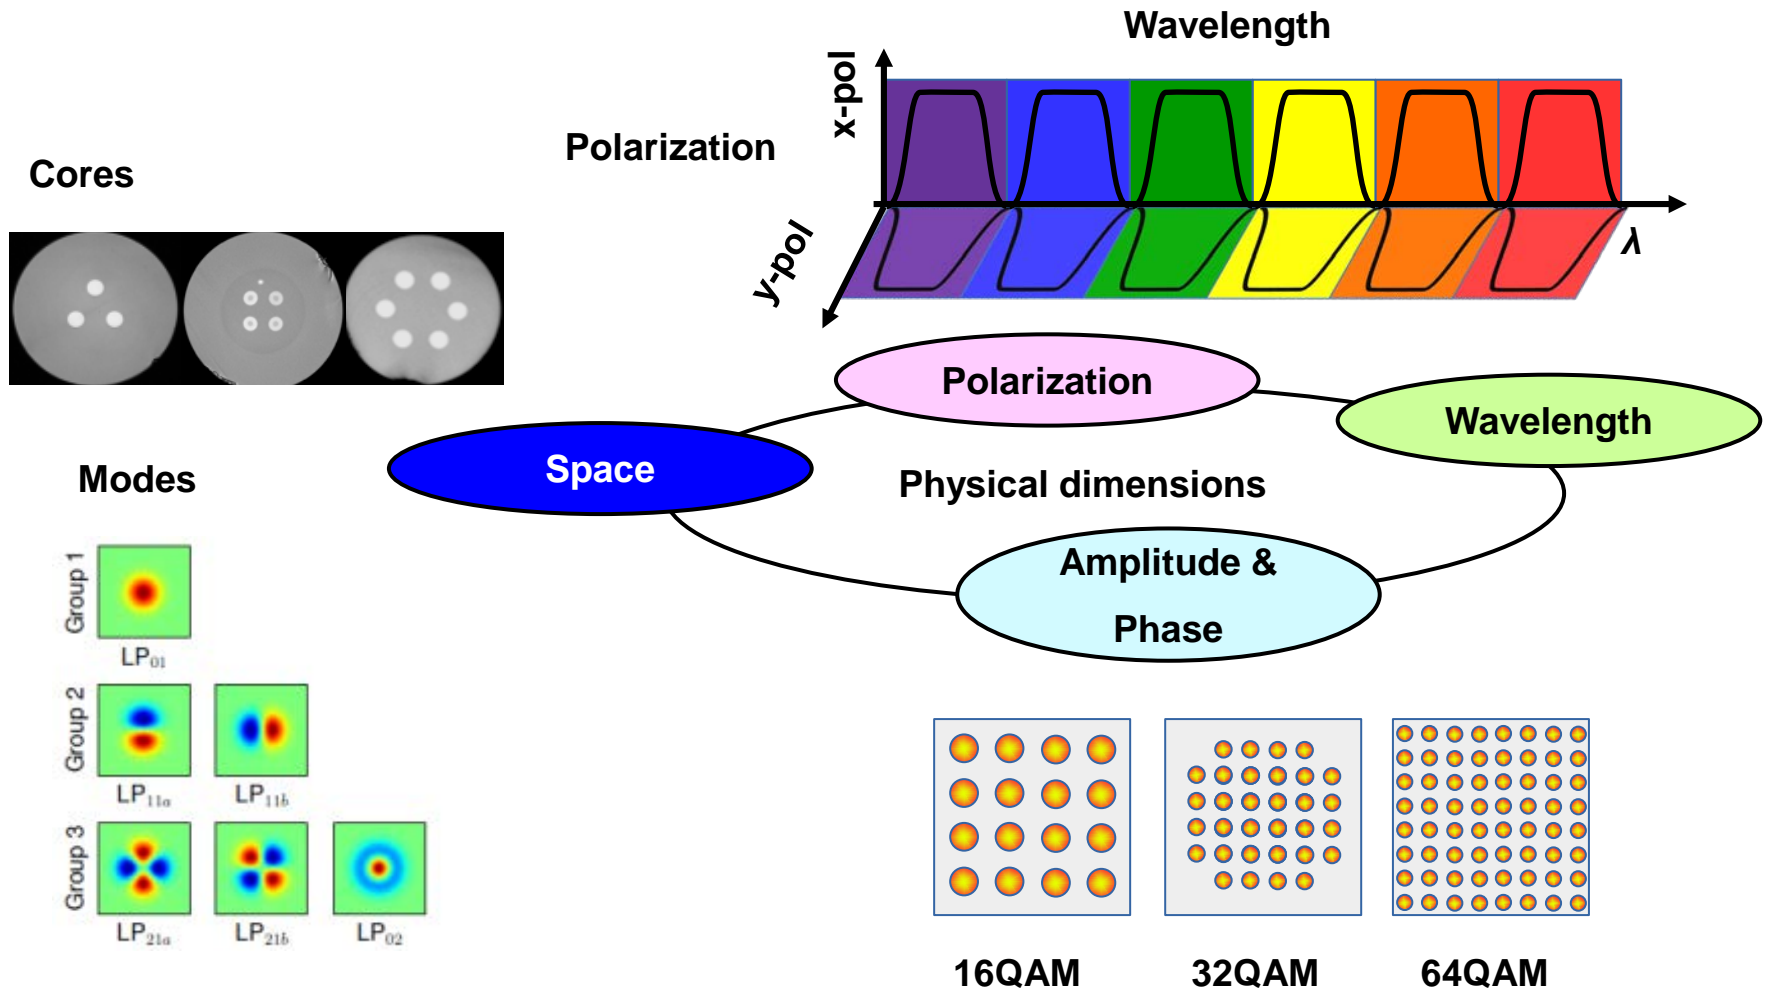 Wavelength
x-pol
Polarization
Cores
y-pol
λ
Polarization
Wavelength
Space
Physical dimensions
Modes
Amplitude &
Phase
Group 1
LP01
Group 2
LP11a
LP11b
Group 3
LP21a
LP21b
LP02
16QAM
32QAM
64QAM